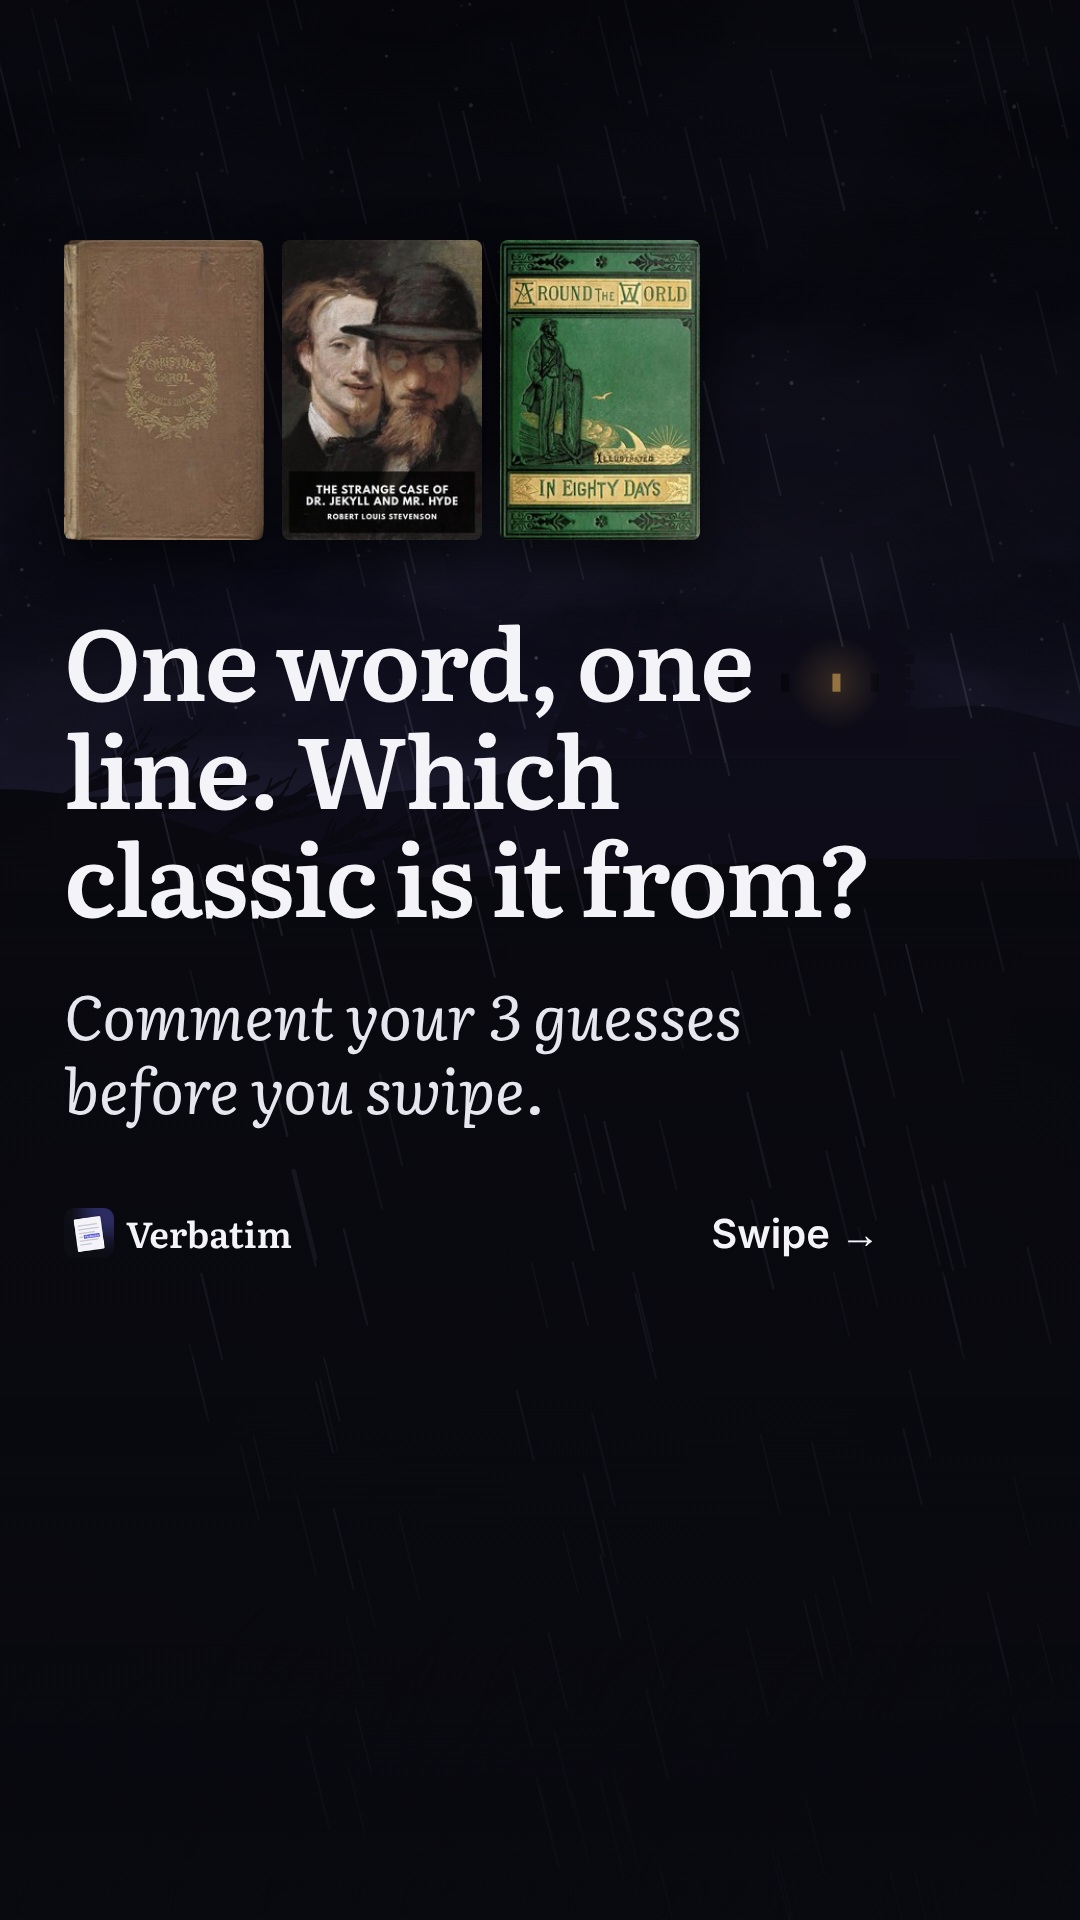 A
CHRISTMAS
CAROL
THE STRANGE CASE OF
DR. JEKYLL AND MR. HYDE
ROBERT LOUIS STEVENSON
AROUND THE WORLD
ILLUSTRATED
IN EIGHTY DAYS
One word, one
line. Which
classic is it from?
Comment your 3 guesses
before you swipe.
Verbatim
Swipe →